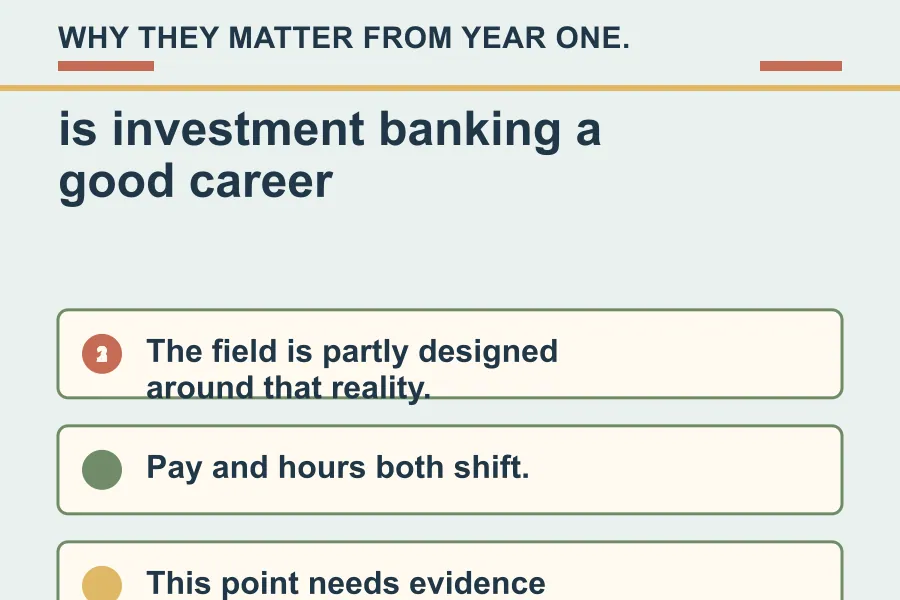 WHY THEY MATTER FROM YEAR ONE.
is investment banking a
good career
The field is partly designed
around that reality.
Pay and hours both shift.
This point needs evidence